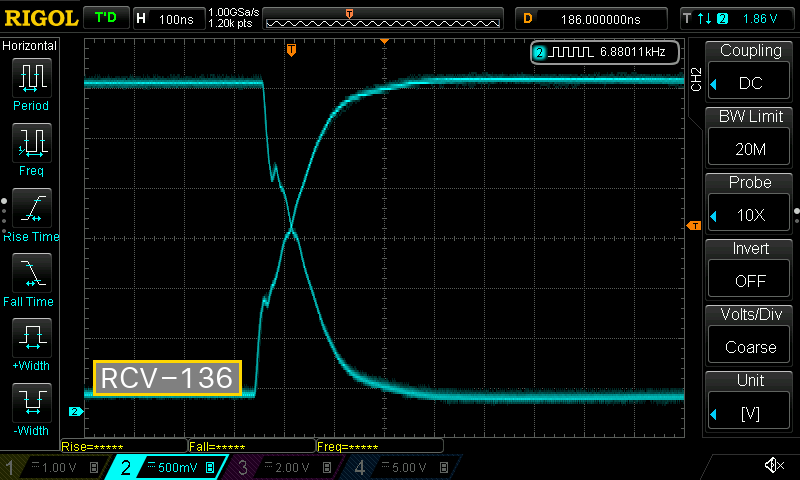 RIGOL T'D H 100ns 1.00GSa/s 1.20k pts T D 186.000000ns T 2 1.86 V
Horizontal
Period
Freq
Rise Time
Fall Time
+Width
-Width
T
2 6.88011kHz
T
2
RCV-136
CH2
Coupling
DC
BW Limit
20M
Probe
10X
Invert
OFF
Volts/Div
Coarse
Unit
[V]
Rise=***** Fall=***** Freq=*****
1 1.00 V B 2 500mV B 3 2.00 V B 4 5.00 V B